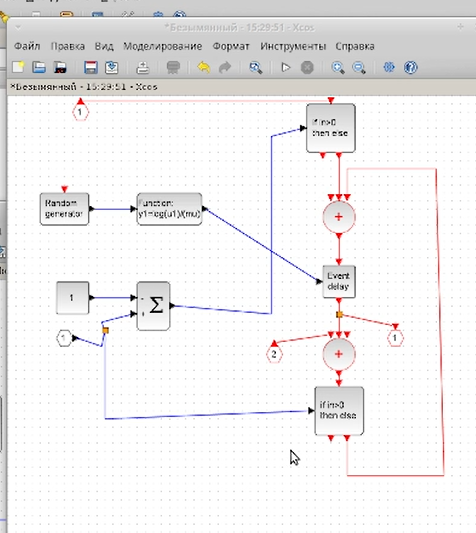 *Безымянный - 15:29:51 - Xcos
Файл Правка Вид Моделирование Формат Инструменты Справка
*Безымянный - 15:29:51 - Xcos
1
if in>0
then else
Random
generator
Function:
y1=log(u1)/(mu)
+
Event
delay
1
Σ
-
+
1
2
1
+
if in>0
then else